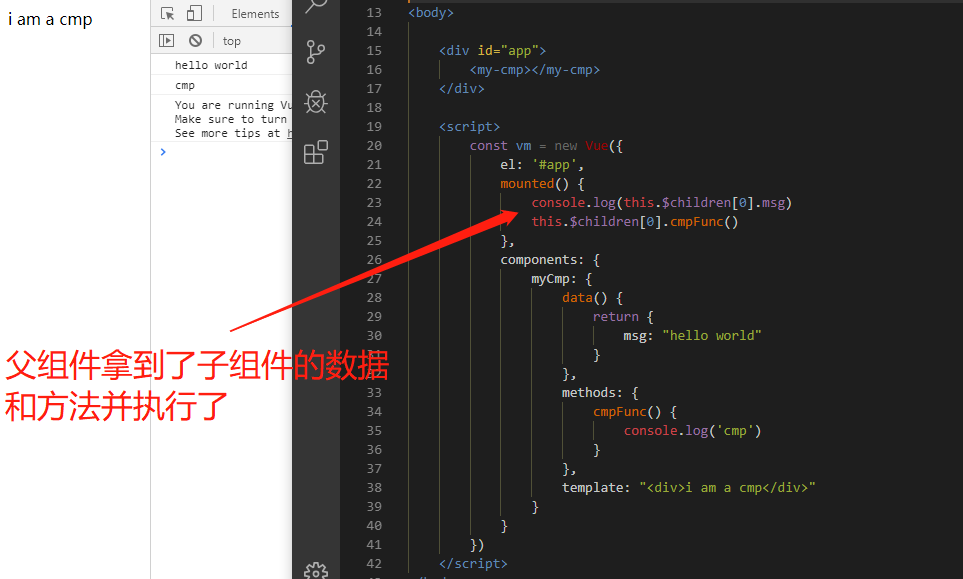 i am a cmp
Elements
top
hello world
cmp
You are running Vu
Make sure to turn
See more tips at h
13 <body>
14
15 <div id="app">
16 <my-cmp></my-cmp>
17 </div>
18
19 <script>
20 const vm = new Vue({
21 el: '#app',
22 mounted() {
23 console.log(this.$children[0].msg)
24 this.$children[0].cmpFunc()
25 },
26 components: {
27 myCmp: {
28 data() {
29 return {
30 msg: "hello world"
}
},
33 methods: {
34 cmpFunc() {
35 console.log('cmp')
36 }
37 },
38 template: "<div>i am a cmp</div>"
39 }
40 }
41 })
42 </script>
父组件拿到了子组件的数据
和方法并执行了